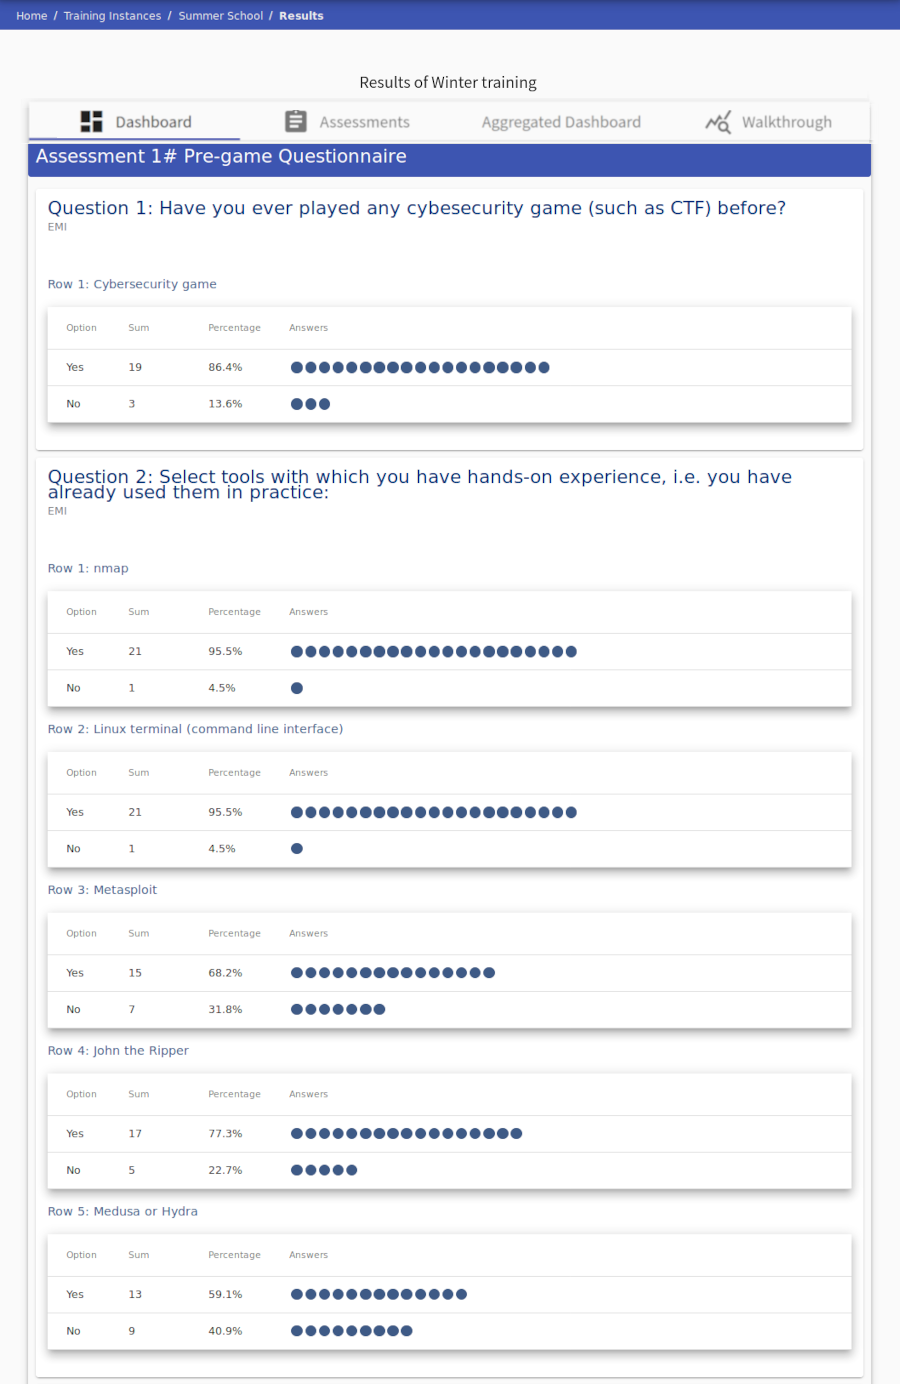 Home / Training Instances / Summer School / Results
Results of Winter training
Dashboard Assessments Aggregated Dashboard Walkthrough
Assessment 1# Pre-game Questionnaire
Question 1: Have you ever played any cybesecurity game (such as CTF) before?
EMI
Row 1: Cybersecurity game
Option Sum Percentage Answers
Yes 19 86.4%
No 3 13.6%
Question 2: Select tools with which you have hands-on experience, i.e. you have
already used them in practice:
EMI
Row 1: nmap
Option Sum Percentage Answers
Yes 21 95.5%
No 1 4.5%
Row 2: Linux terminal (command line interface)
Option Sum Percentage Answers
Yes 21 95.5%
No 1 4.5%
Row 3: Metasploit
Option Sum Percentage Answers
Yes 15 68.2%
No 7 31.8%
Row 4: John the Ripper
Option Sum Percentage Answers
Yes 17 77.3%
No 5 22.7%
Row 5: Medusa or Hydra
Option Sum Percentage Answers
Yes 13 59.1%
No 9 40.9%